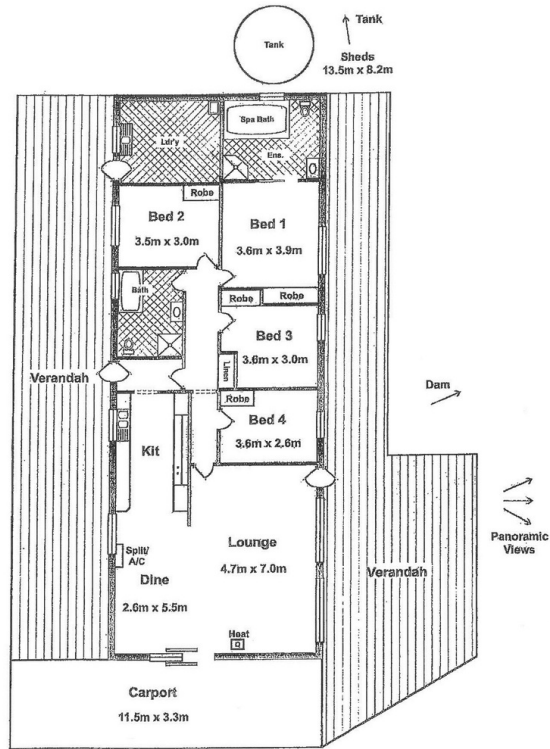 Tank
Tank
Sheds
13.5m x 8.2m
Spa Bath
Ldr'y
Ens.
Robe
Bed 2
3.5m x 3.0m
Bed 1
3.6m x 3.9m
Bath
Robe
Robe
Bed 3
3.6m x 3.0m
Linen
Verandah
Dam
Robe
Bed 4
3.6m x 2.6m
Kit
Panoramic
Views
Split/
A/C
Lounge
4.7m x 7.0m
Verandah
Dine
2.6m x 5.5m
Heat
Carport
11.5m x 3.3m